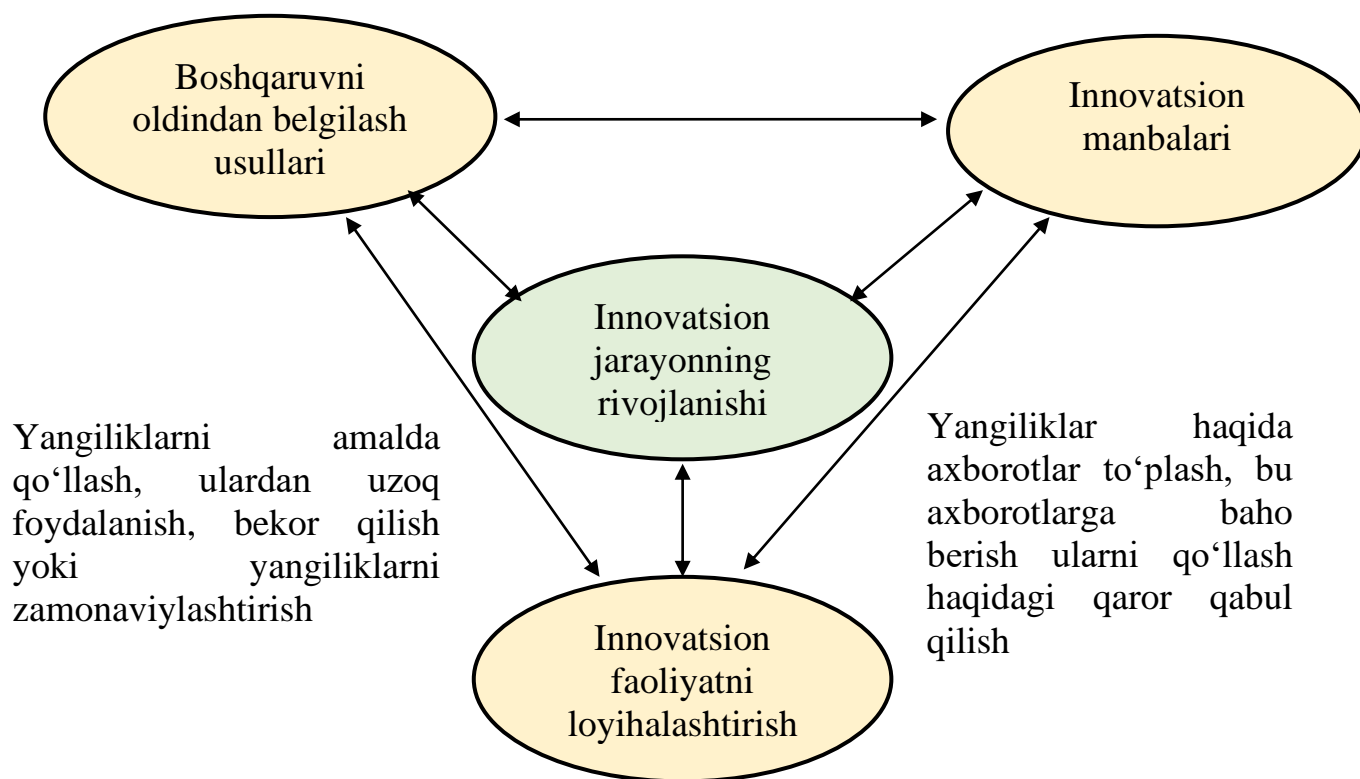 Boshqaruvni
oldindan belgilash
usullari
Innovatsion
manbalari
Innovatsion
jarayonning
rivojlanishi
Yangiliklarni amalda
qo‘llash, ulardan uzoq
foydalanish, bekor qilish
yoki yangiliklarni
zamonaviylashtirish
Yangiliklar haqida
axborotlar to‘plash, bu
axborotlarga baho
berish ularni qo‘llash
haqidagi qaror qabul
qilish
Innovatsion
faoliyatni
loyihalashtirish